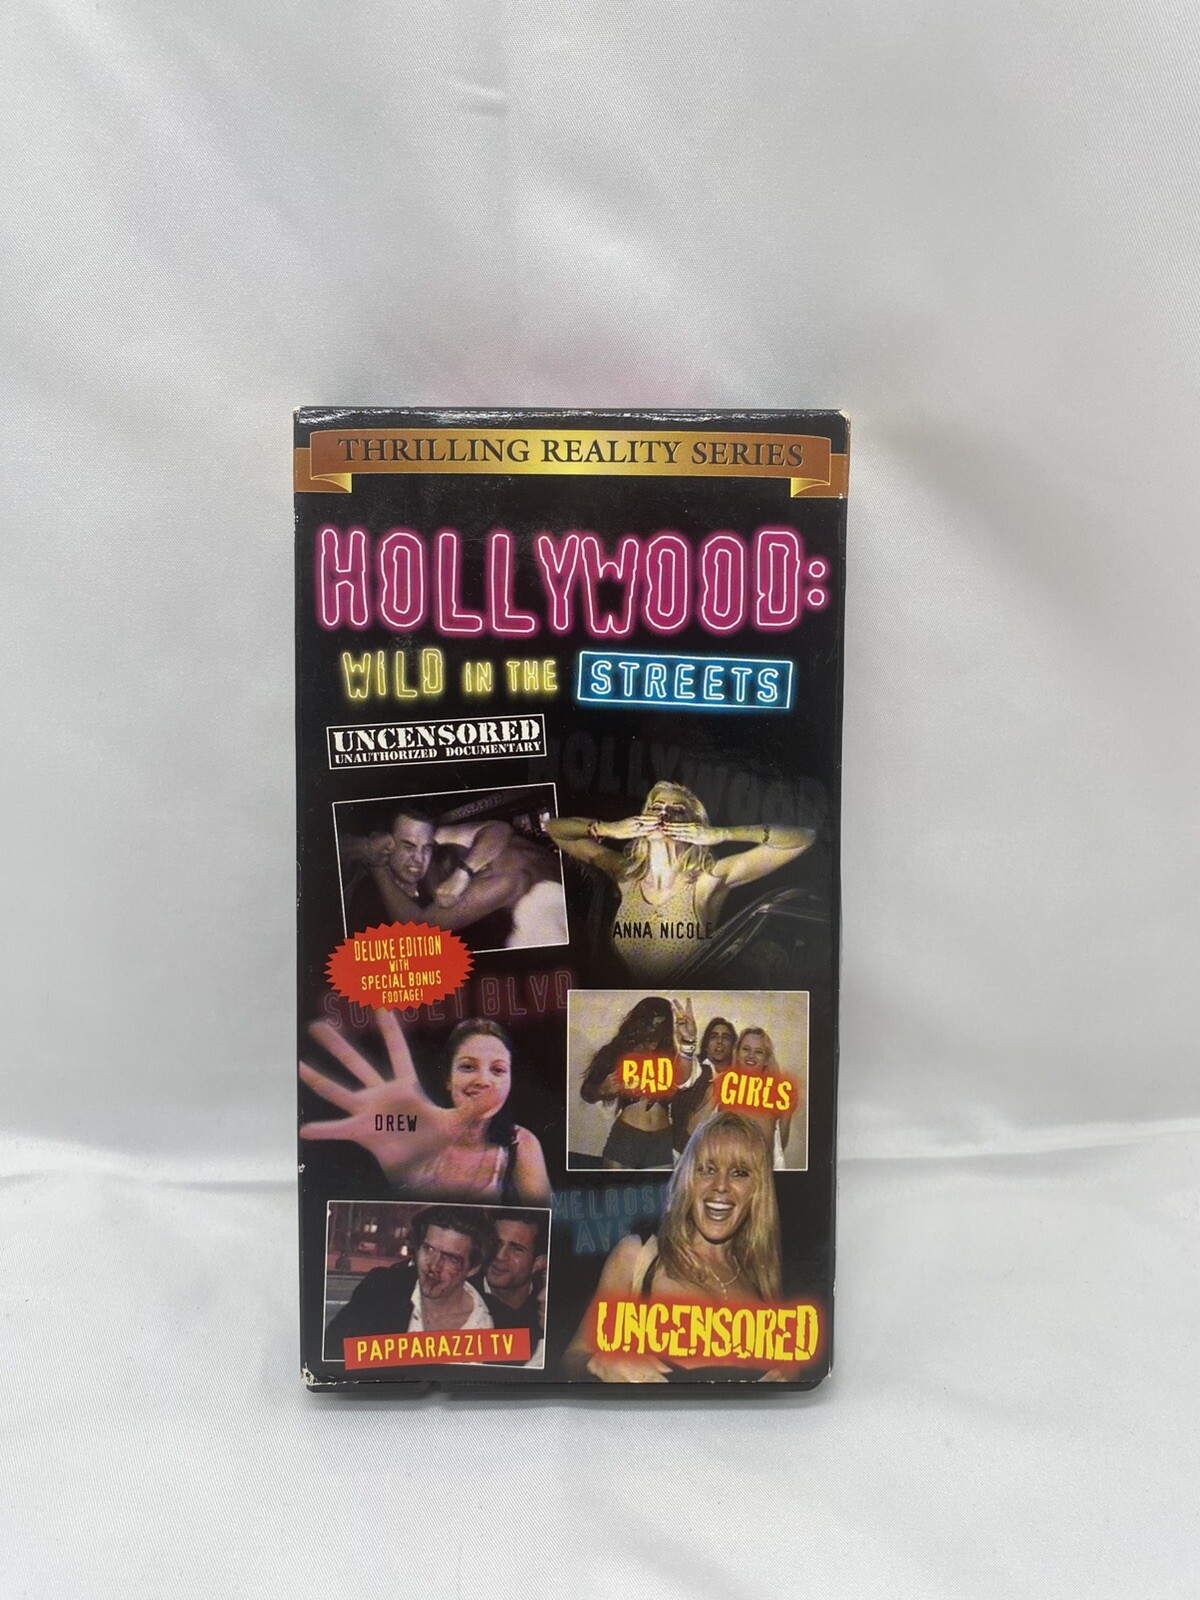 THRILLING REALITY SERIES
HOLLYWOOD:
WILD IN THE STREETS
UNCENSORED
UNAUTHORIZED DOCUMENTARY
HOLLYWOOD
ANNA NICOLE
DELUXE EDITION
WITH
SPECIAL BONUS
FOOTAGE!
SUNSET BLVD
BAD GIRLS
DREW
MELROSE
AVE
PAPPARAZZI TV
UNCENSORED